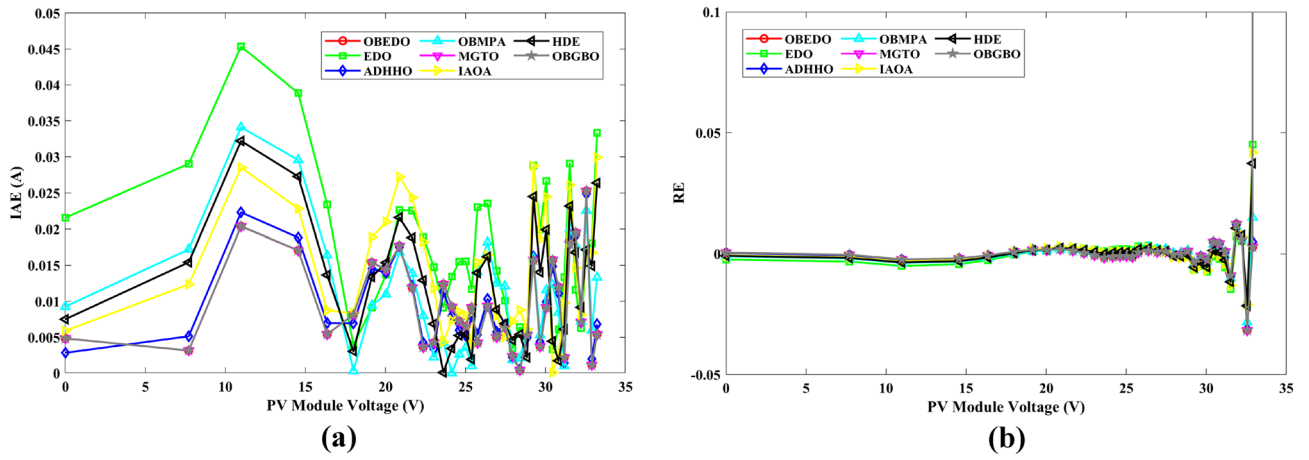 0.05
0.045
0.04
0.035
0.03
0.025
0.02
0.015
0.01
0.005
0
IAE (A)
OBEDO OBMPA HDE
EDO MGTO OBGBO
ADHHO IAOA
0 5 10 15 20 25 30 35
PV Module Voltage (V)
(a)
0.1
0.05
0
-0.05
RE
OBEDO OBMPA HDE
EDO MGTO OBGBO
ADHHO IAOA
0 5 10 15 20 25 30 35
PV Module Voltage (V)
(b)